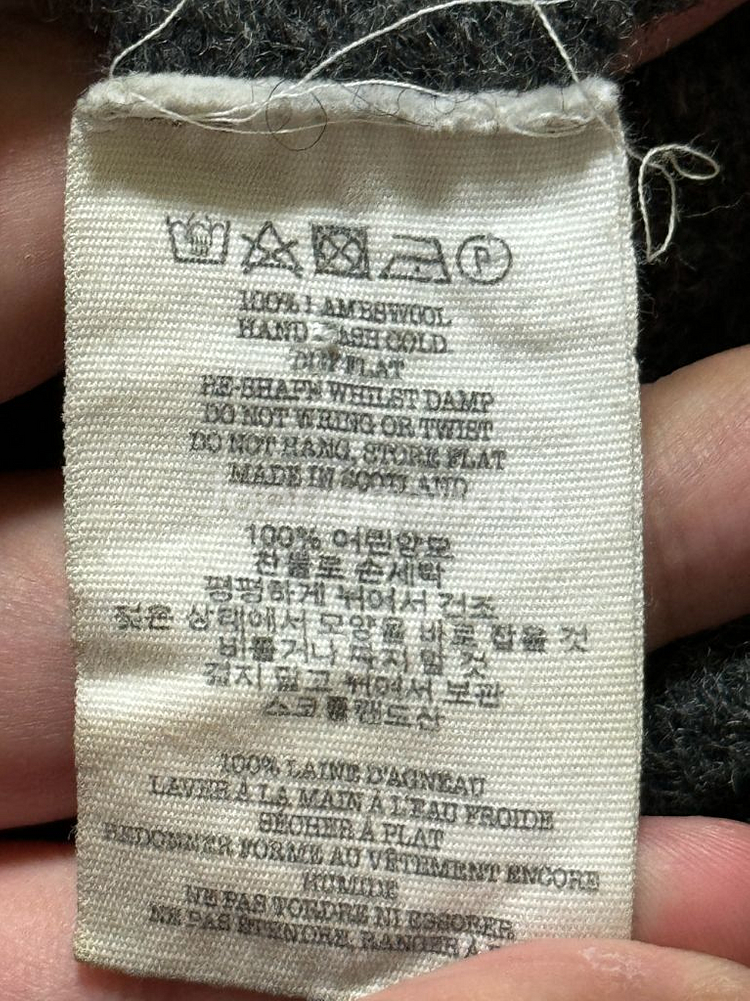 P
100% LAMBSWOOL
HAND WASH COLD
DRY FLAT
RE-SHAPE WHILST DAMP
DO NOT WRING OR TWIST
DO NOT HANG, STORE FLAT
MADE IN SCOTLAND
100% 어린양모
찬물로 손세탁
평평하게 뉘어서 건조
젖은 상태에서 모양을 바로 잡을 것
비틀거나 짜지 말 것
걸지 말고 뉘어서 보관
스코틀랜드산
100% LAINE D'AGNEAU
LAVER À LA MAIN À L'EAU FROIDE
SÉCHER À PLAT
REDONNER FORME AU VÊTEMENT ENCORE
HUMIDE
NE PAS TORDRE NI ESSORER
NE PAS ÉTENDRE, RANGER À